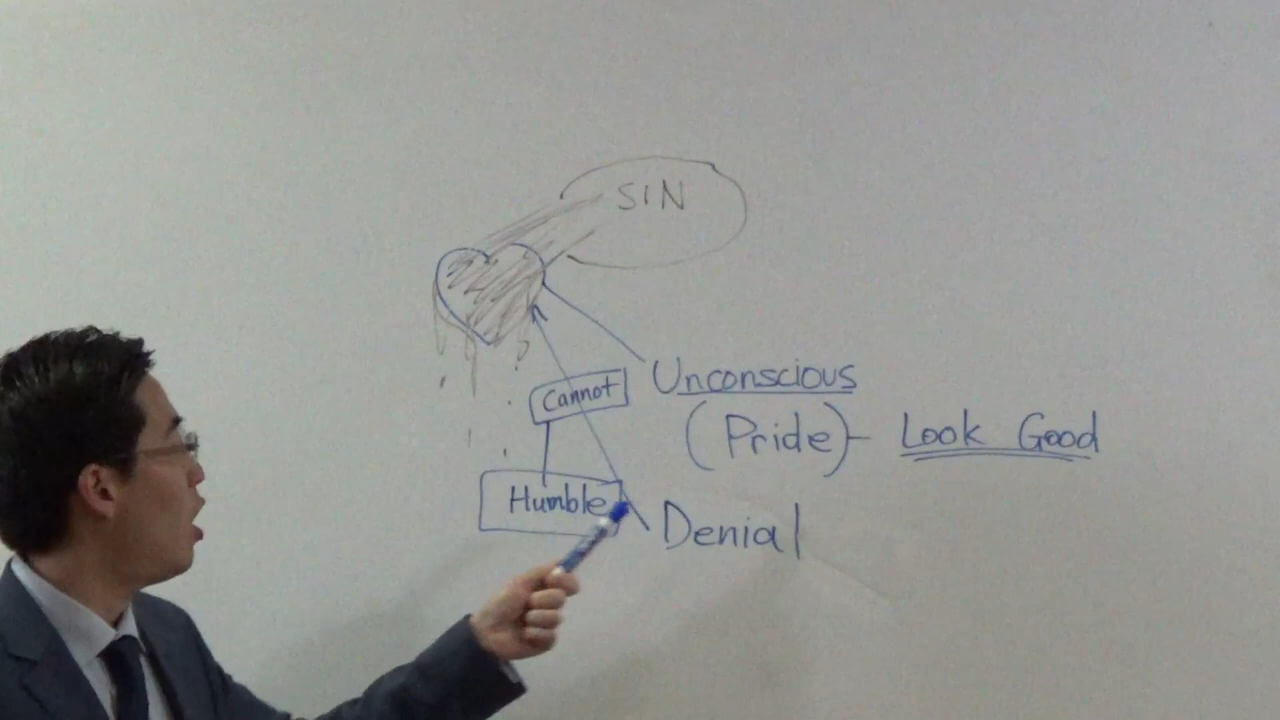 SIN
Cannot
Unconscious
(Pride) - Look Good
Humble
Denial